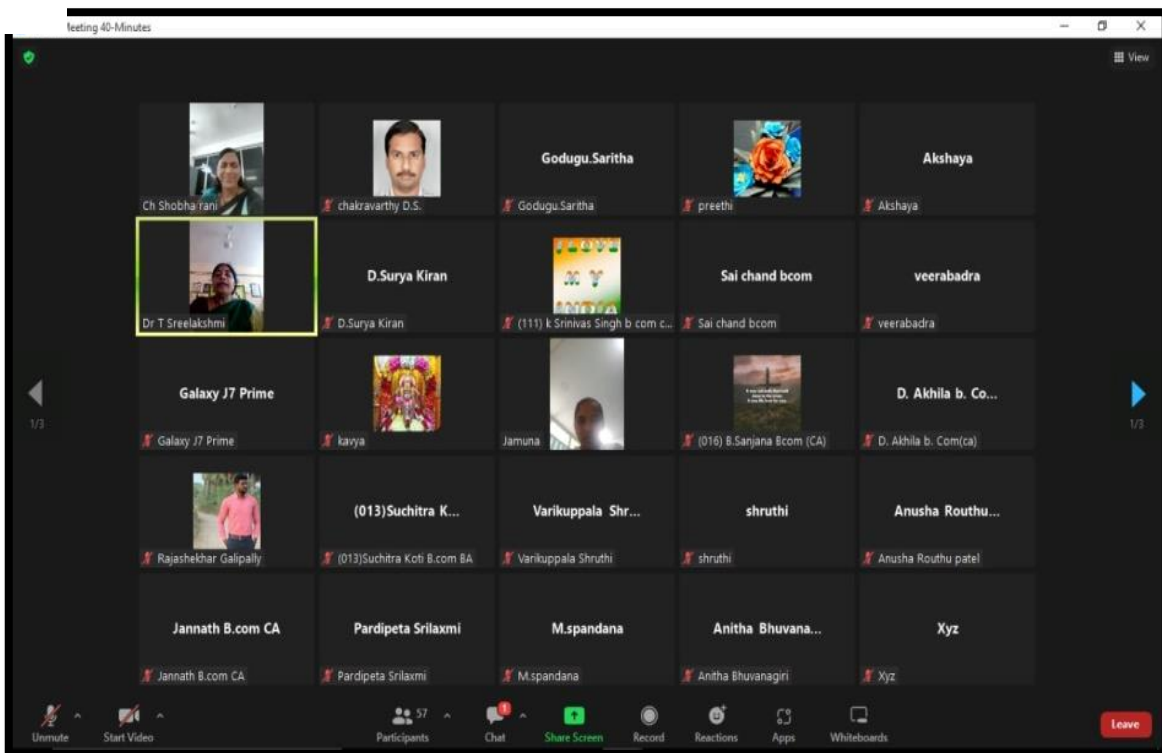 Meeting 40-Minutes
View
Ch Shobha rani
chakravarthy D.S.
Godugu.Saritha
Godugu.Saritha
preethi
Akshaya
Akshaya
Dr T Sreelakshmi
D.Surya Kiran
D.Surya Kiran
I LOVE
MY
INDIA
(111) k Srinivas Singh b com c...
Sai chand bcom
Sai chand bcom
veerabadra
veerabadra
Galaxy J7 Prime
Galaxy J7 Prime
kavya
Jamuna
(016) B.Sanjana Bcom (CA)
D. Akhila b. Co...
D. Akhila b. Com(ca)
1/3
1/3
Rajashekhar Galipally
(013)Suchitra K...
(013)Suchitra Koti B.com BA
Varikuppala Shr...
Varikuppala Shruthi
shruthi
shruthi
Anusha Routhu...
Anusha Routhu patel
Jannath B.com CA
Jannath B.com CA
Pardipeta Srilaxmi
Pardipeta Srilaxmi
M.spandana
M.spandana
Anitha Bhuvana...
Anitha Bhuvanagiri
Xyz
Xyz
Unmute
Start Video
57
Participants
1
Chat
Share Screen
Record
Reactions
Apps
Whiteboards
Leave